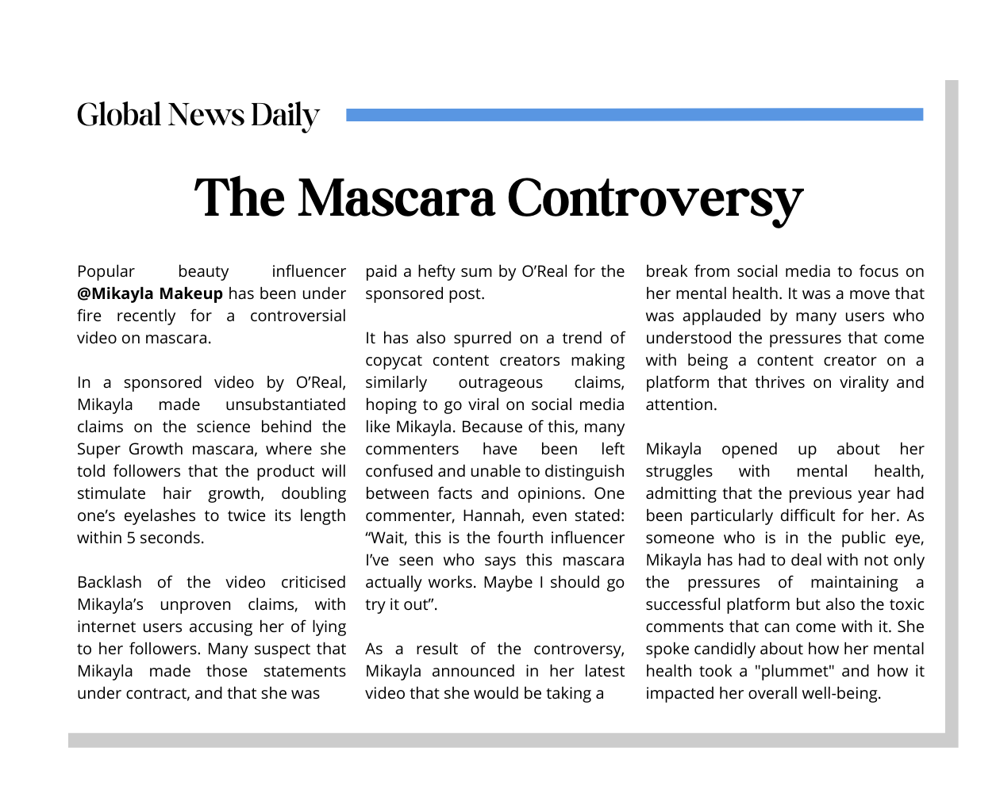 Global News Daily
The Mascara Controversy
Popular beauty influencer
@Mikayla Makeup has been under
fire recently for a controversial
video on mascara.
In a sponsored video by O’Real,
Mikayla made unsubstantiated
claims on the science behind the
Super Growth mascara, where she
told followers that the product will
stimulate hair growth, doubling
one’s eyelashes to twice its length
within 5 seconds.
Backlash of the video criticised
Mikayla’s unproven claims, with
internet users accusing her of lying
to her followers. Many suspect that
Mikayla made those statements
under contract, and that she was
paid a hefty sum by O’Real for the
sponsored post.
It has also spurred on a trend of
copycat content creators making
similarly outrageous claims,
hoping to go viral on social media
like Mikayla. Because of this, many
commenters have been left
confused and unable to distinguish
between facts and opinions. One
commenter, Hannah, even stated:
“Wait, this is the fourth influencer
I’ve seen who says this mascara
actually works. Maybe I should go
try it out”.
As a result of the controversy,
Mikayla announced in her latest
video that she would be taking a
break from social media to focus on
her mental health. It was a move that
was applauded by many users who
understood the pressures that come
with being a content creator on a
platform that thrives on virality and
attention.
Mikayla opened up about her
struggles with mental health,
admitting that the previous year had
been particularly difficult for her. As
someone who is in the public eye,
Mikayla has had to deal with not only
the pressures of maintaining a
successful platform but also the toxic
comments that can come with it. She
spoke candidly about how her mental
health took a "plummet" and how it
impacted her overall well-being.